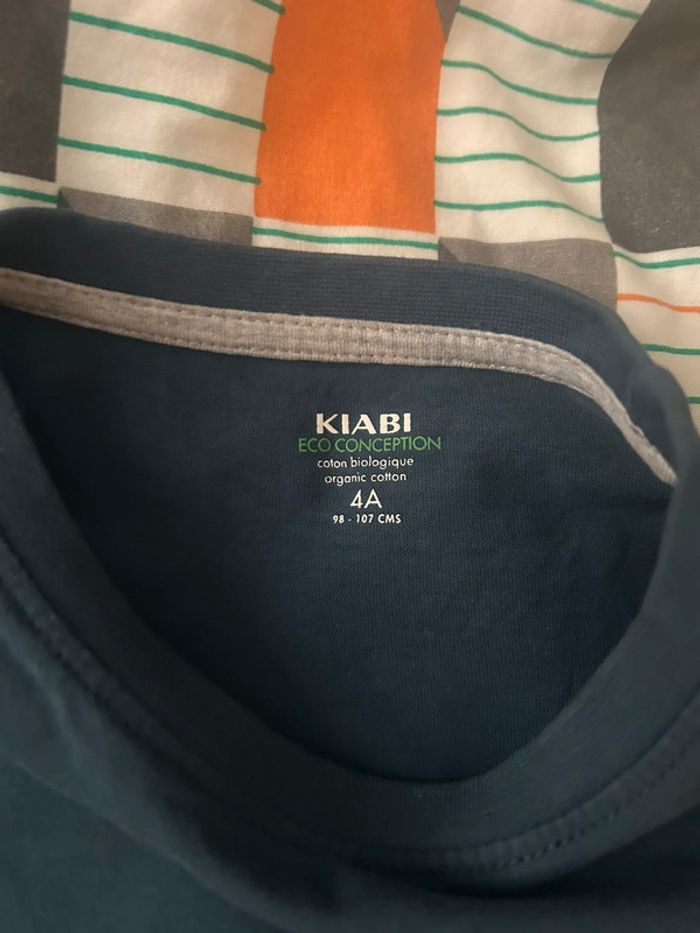 KIABI
ECO CONCEPTION
coton biologique
organic cotton
4A
98 - 107 CMS